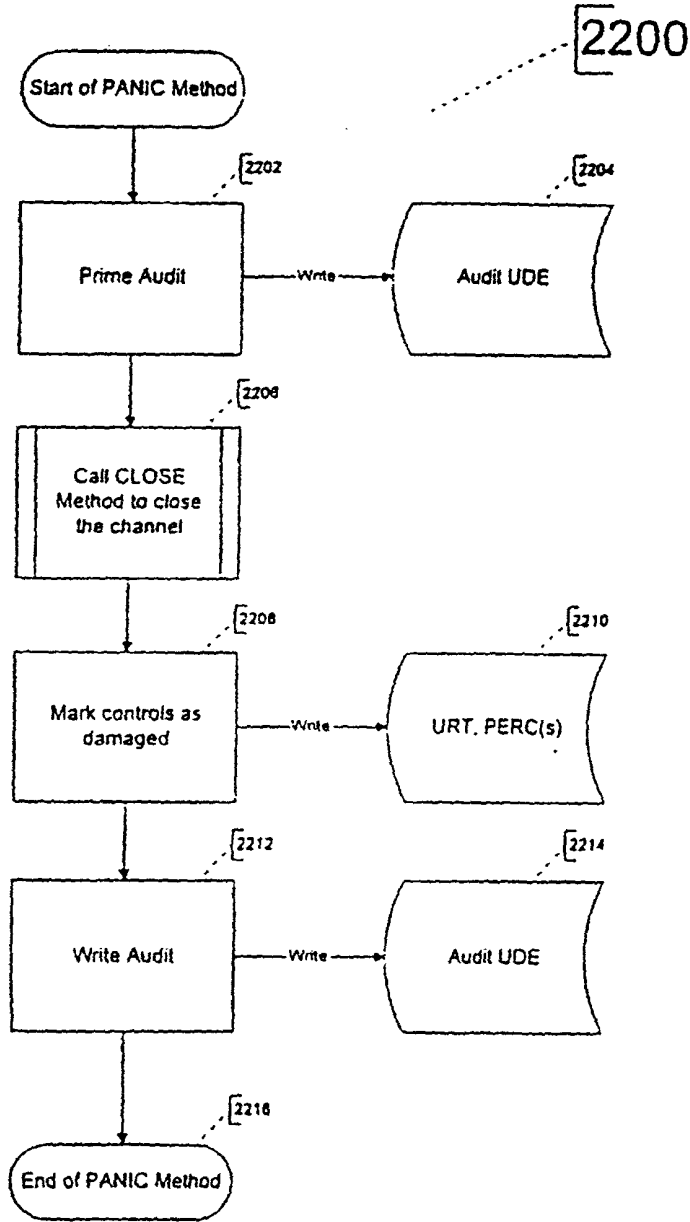 2200
Start of PANIC Method
2202
2204
Prime Audit
Write
Audit UDE
2206
Call CLOSE
Method to close
the channel
2208
2210
Mark controls as
damaged
Write
URT, PERC(s)
2212
2214
Write Audit
Write
Audit UDE
2216
End of PANIC Method